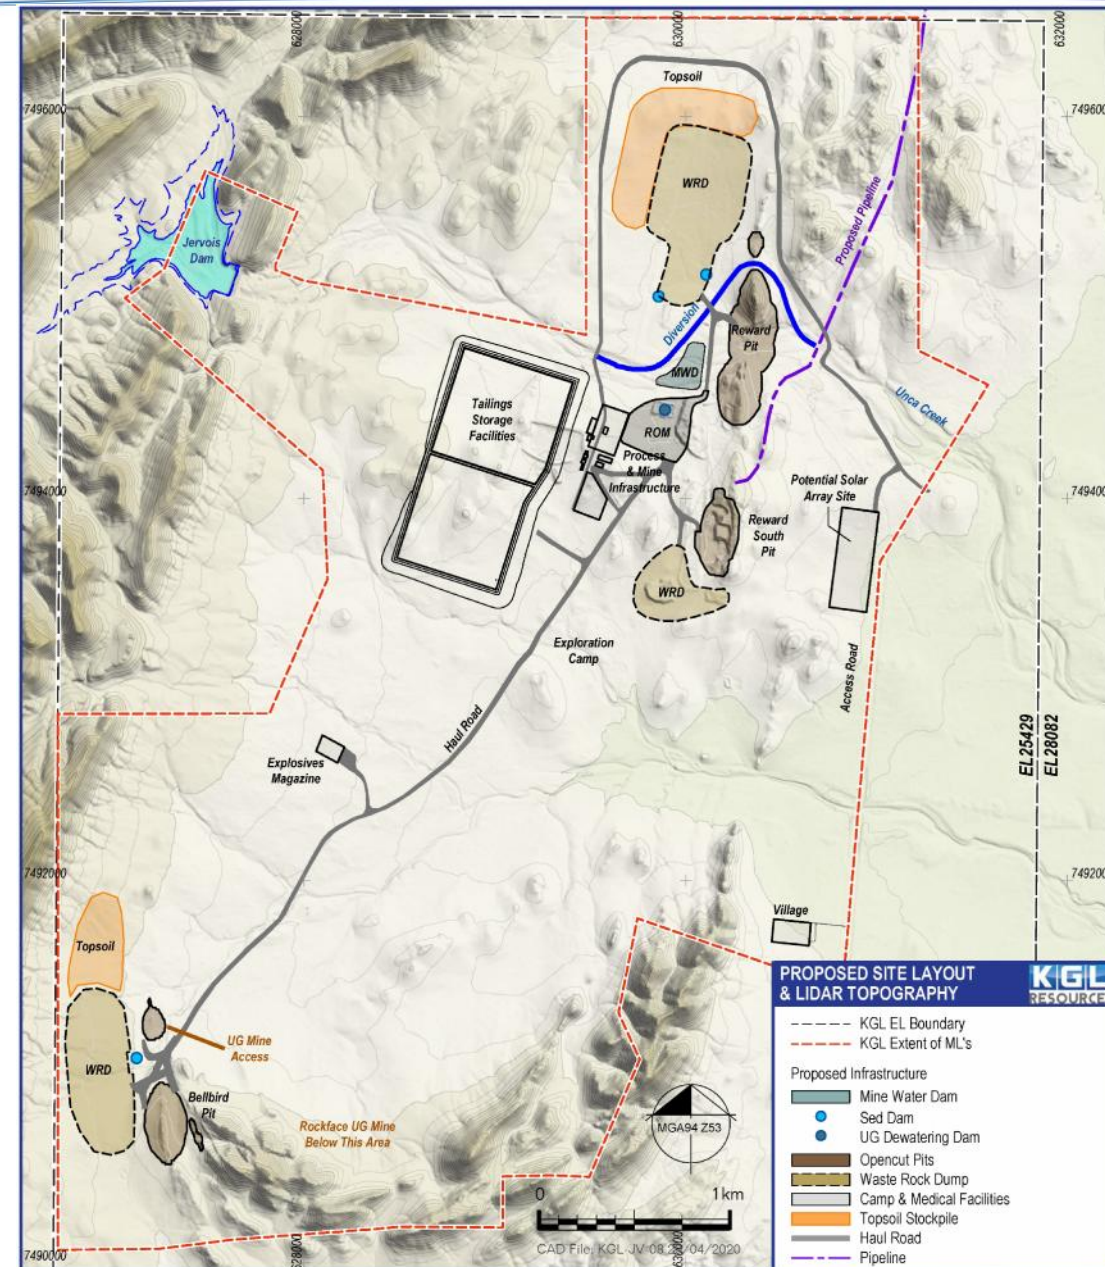 628000
630000
632000
7496000
7496000
Topsoil
WRD
Proposed Pipeline
Jervois
Dam
Diversion
Reward
Pit
MWD
Unca Creek
Tailings
Storage
Facilities
ROM
Process
& Mine
Infrastructure
Potential Solar
Array Site
7494000
7494000
Reward
South
Pit
WRD
Exploration
Camp
Access Road
Haul Road
EL25429
EL28082
Explosives
Magazine
7492000
7492000
Village
Topsoil
UG Mine
Access
WRD
Bellbird
Pit
Rockface UG Mine
Below This Area
MGA94 Z53
0 1km
7490000
628000
630000
PROPOSED SITE LAYOUT
& LIDAR TOPOGRAPHY
KGL
RESOURCE
KGL EL Boundary
KGL Extent of ML's
Proposed Infrastructure
Mine Water Dam
Sed Dam
UG Dewatering Dam
Opencut Pits
Waste Rock Dump
Camp & Medical Facilities
Topsoil Stockpile
Haul Road
Pipeline